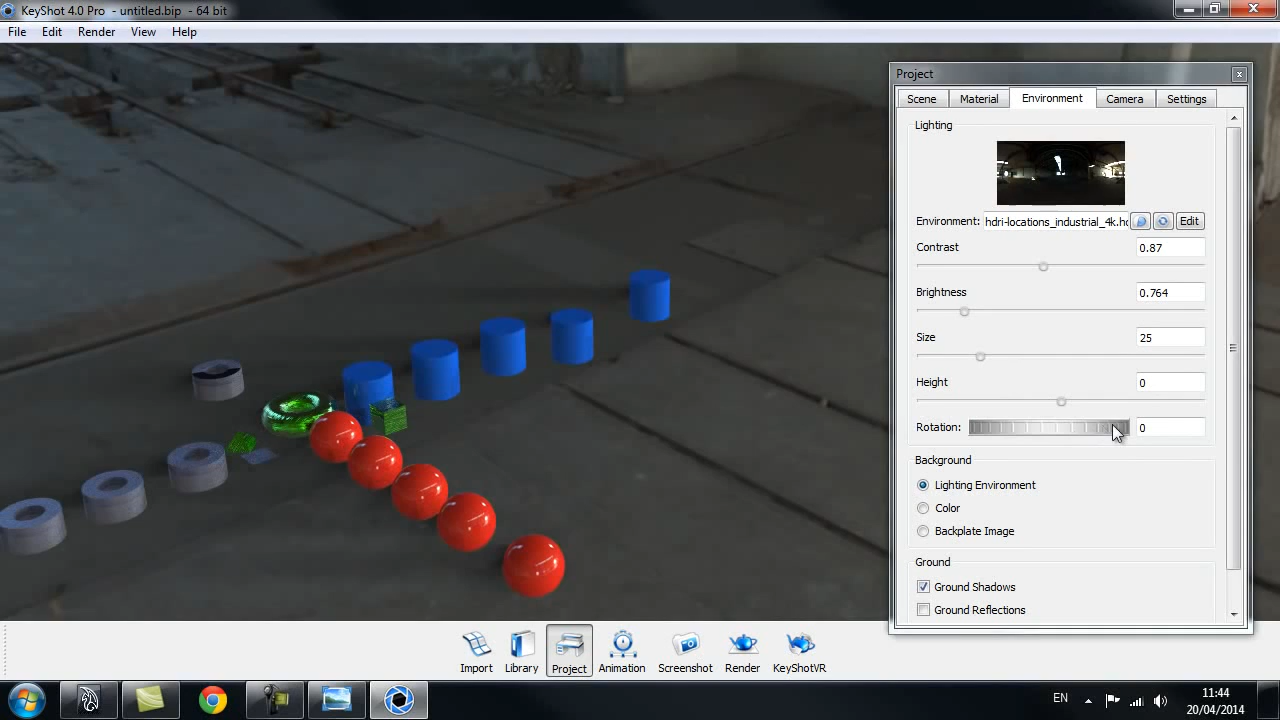 KeyShot 4.0 Pro - untitled.bip - 64 bit
File Edit Render View Help
Project
Scene Material Environment Camera Settings
Lighting
Environment: hdri-locations_industrial_4k.hd Edit
Contrast 0.87
Brightness 0.764
Size 25
Height 0
Rotation: 0
Background
Lighting Environment
Color
Backplate Image
Ground
Ground Shadows
Ground Reflections
Import Library Project Animation Screenshot Render KeyShotVR
EN 11:44
20/04/2014